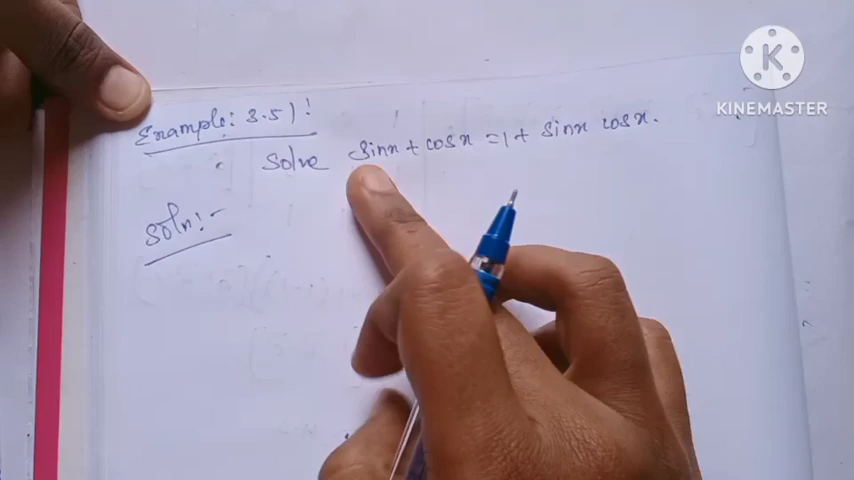 KINEMASTER
Example: 3.51!
Solve sinx + cosx = 1 + sinx cosx.
Soln:-